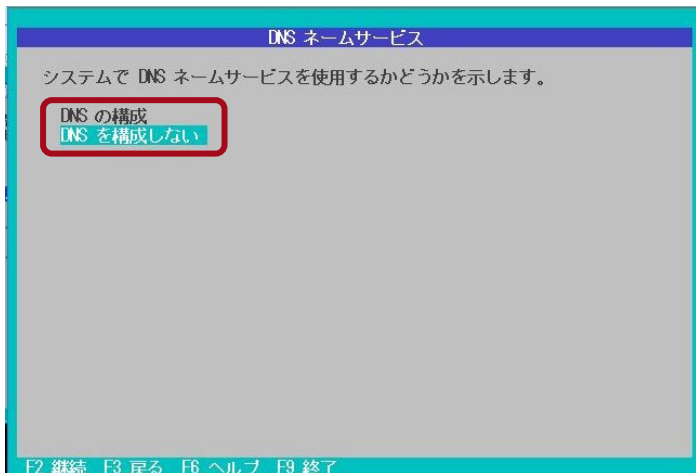 DNS ネームサービス
システムで DNS ネームサービスを使用するかどうかを示します。
DNS の構成
DNS を構成しない
F2 継続 F3 戻る F6 ヘルプ F9 終了